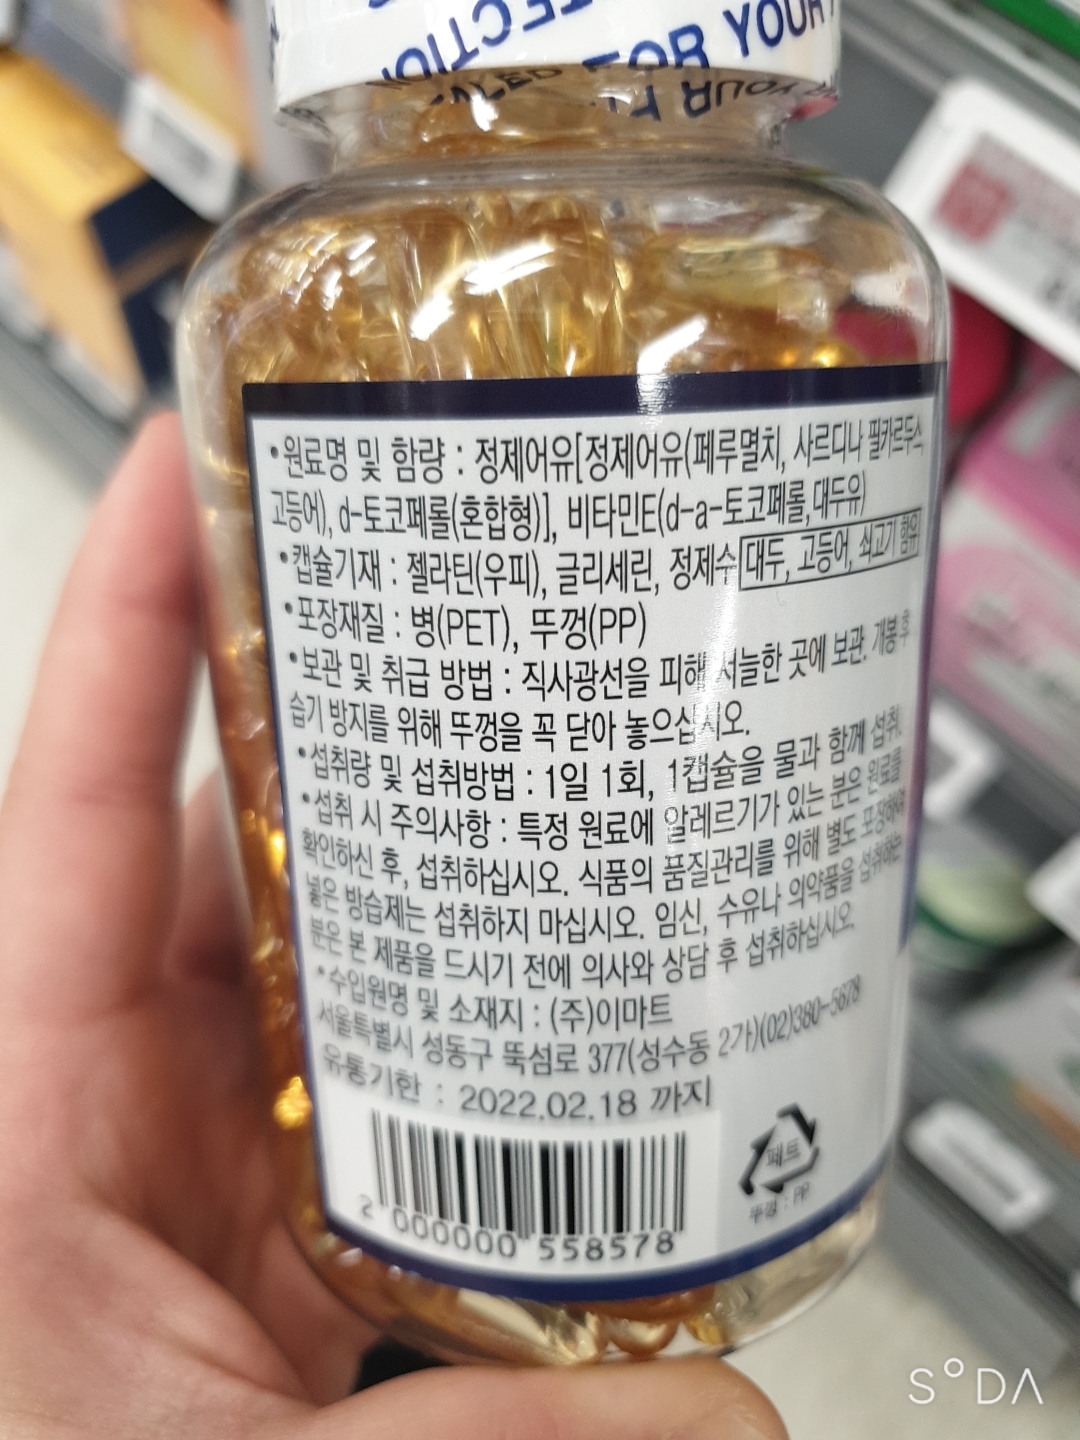 FOR YOUR
•원료명 및 함량 : 정제어유[정제어유(페루멸치, 사르디나 필카르두스
고등어), d-토코페롤(혼합형)], 비타민E(d-a-토코페롤,대두유)
•캡슐기재 : 젤라틴(우피), 글리세린, 정제수 대두, 고등어, 쇠고기 함유
•포장재질 : 병(PET), 뚜껑(PP)
•보관 및 취급 방법 : 직사광선을 피해 서늘한 곳에 보관. 개봉 후
습기 방지를 위해 뚜껑을 꼭 닫아 놓으십시오.
•섭취량 및 섭취방법 : 1일 1회, 1캡슐을 물과 함께 섭취.
•섭취 시 주의사항 : 특정 원료에 알레르기가 있는 분은 원료를
확인하신 후, 섭취하십시오. 식품의 품질관리를 위해 별도 포장하여
넣은 방습제는 섭취하지 마십시오. 임신, 수유나 의약품을 섭취하는
분은 본 제품을 드시기 전에 의사와 상담 후 섭취하십시오.
•수입원명 및 소재지 : (주)이마트
서울특별시 성동구 뚝섬로 377(성수동 2가)(02)380-5678
유통기한 : 2022.02.18 까지
2 000000 558578
페트
뚜껑 : PP
SODA